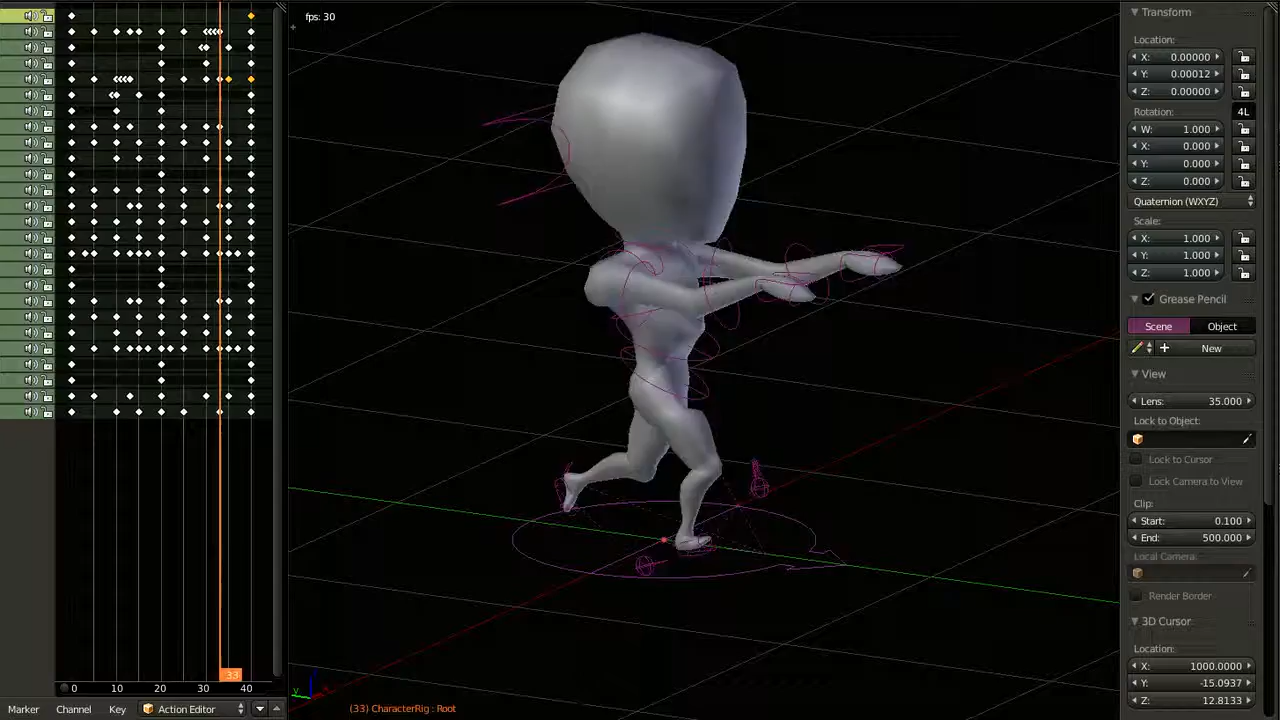 fps: 30
33
0 10 20 30 40
Marker Channel Key Action Editor
y
(33) CharacterRig : Root
Transform
Location:
X: 0.00000
Y: 0.00012
Z: 0.00000
Rotation: 4L
W: 1.000
X: 0.000
Y: 0.000
Z: 0.000
Quaternion (WXYZ)
Scale:
X: 1.000
Y: 1.000
Z: 1.000
Grease Pencil
Scene Object
New
View
Lens: 35.000
Lock to Object:
Lock to Cursor
Lock Camera to View
Clip:
Start: 0.100
End: 500.000
Local Camera:
Render Border
3D Cursor
Location:
X: 1000.0000
Y: -15.0937
Z: 12.8133